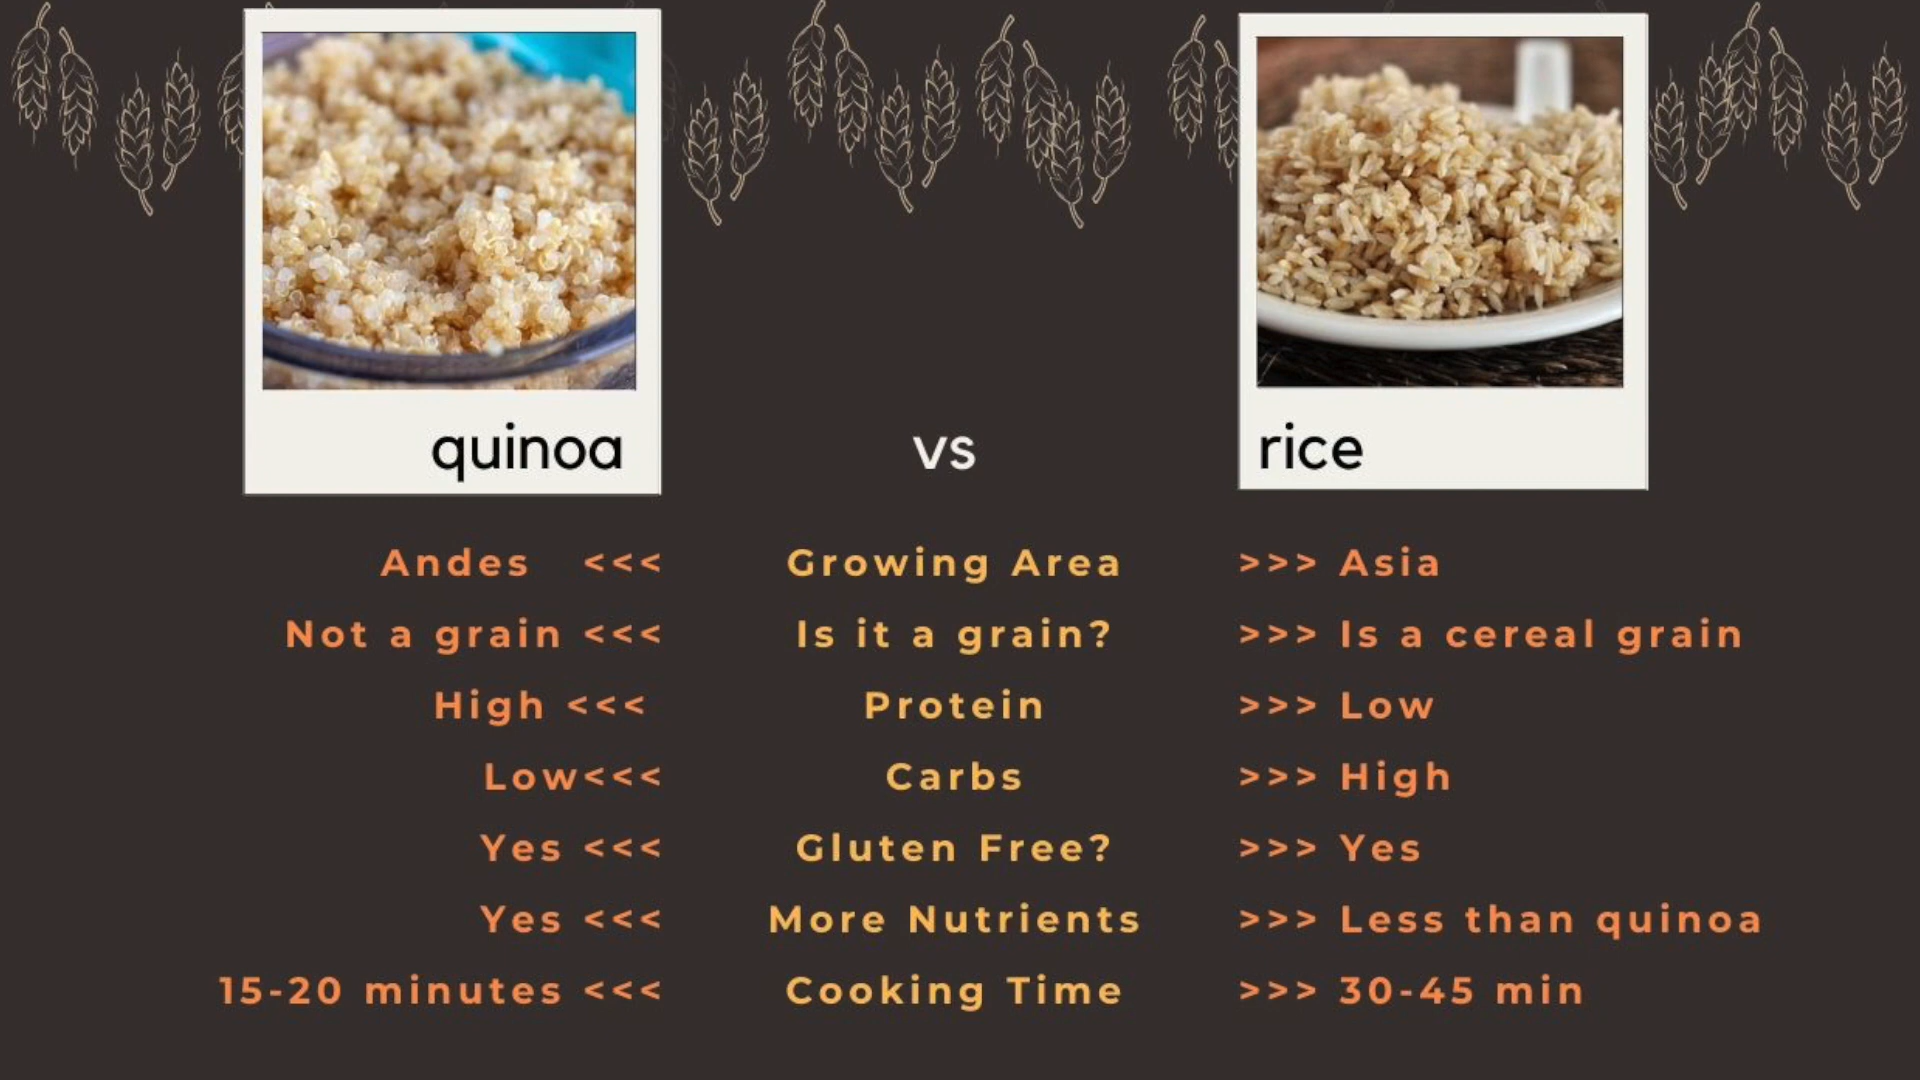 quinoa vs rice
Andes <<< Growing Area >>> Asia
Not a grain <<< Is it a grain? >>> Is a cereal grain
High <<< Protein >>> Low
Low<<< Carbs >>> High
Yes <<< Gluten Free? >>> Yes
Yes <<< More Nutrients >>> Less than quinoa
15-20 minutes <<< Cooking Time >>> 30-45 min